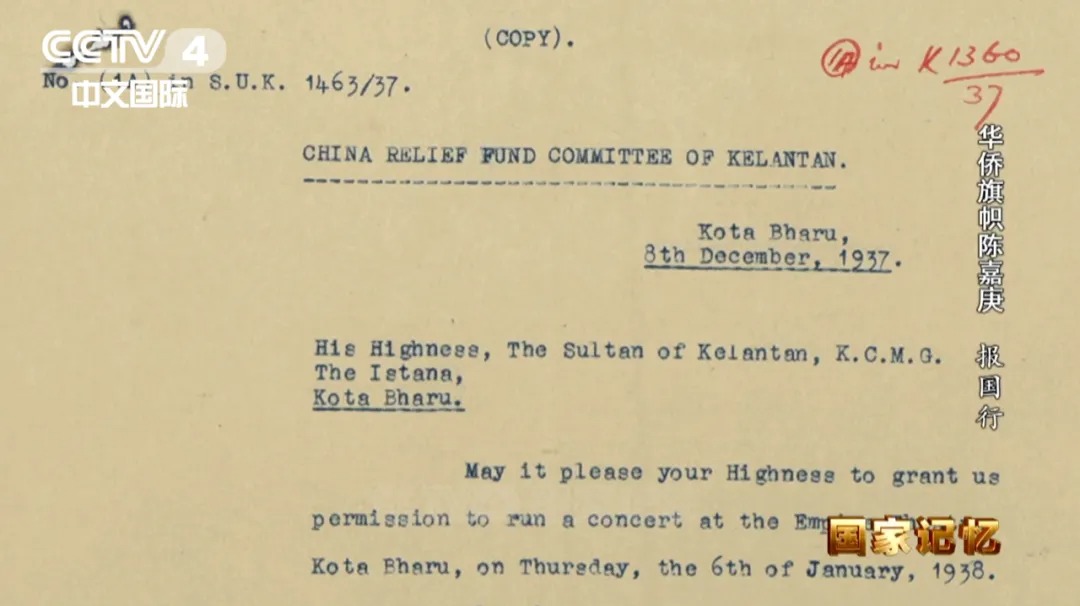 CCTV 4
中文国际
(COPY).
No. (1A) in S.U.K. 1463/37.
1A in K 1360
37
CHINA RELIEF FUND COMMITTEE OF KELANTAN.
Kota Bharu,
8th December, 1937.
His Highness, The Sultan of Kelantan, K.C.M.G.
The Istana,
Kota Bharu.
May it please your Highness to grant us
permission to run a concert at the
Kota Bharu, on Thursday, the 6th of January, 1938.
华侨旗帜陈嘉庚 报国行
国家记忆